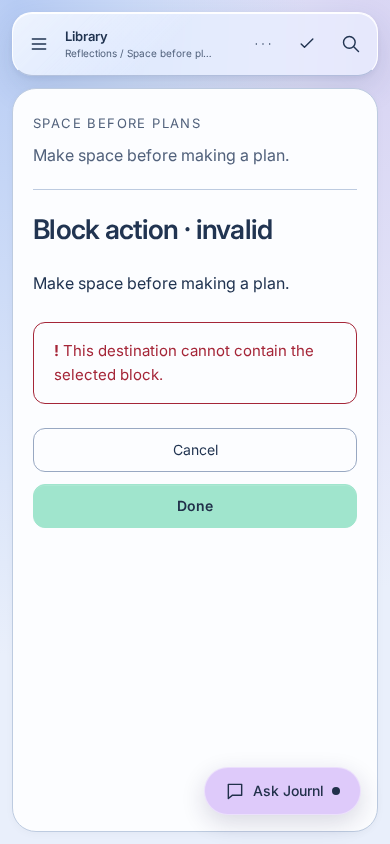 Library
Reflections / Space before pl...
...
SPACE BEFORE PLANS
Make space before making a plan.
Block action · invalid
Make space before making a plan.
! This destination cannot contain the
selected block.
Cancel
Done
Ask Journl